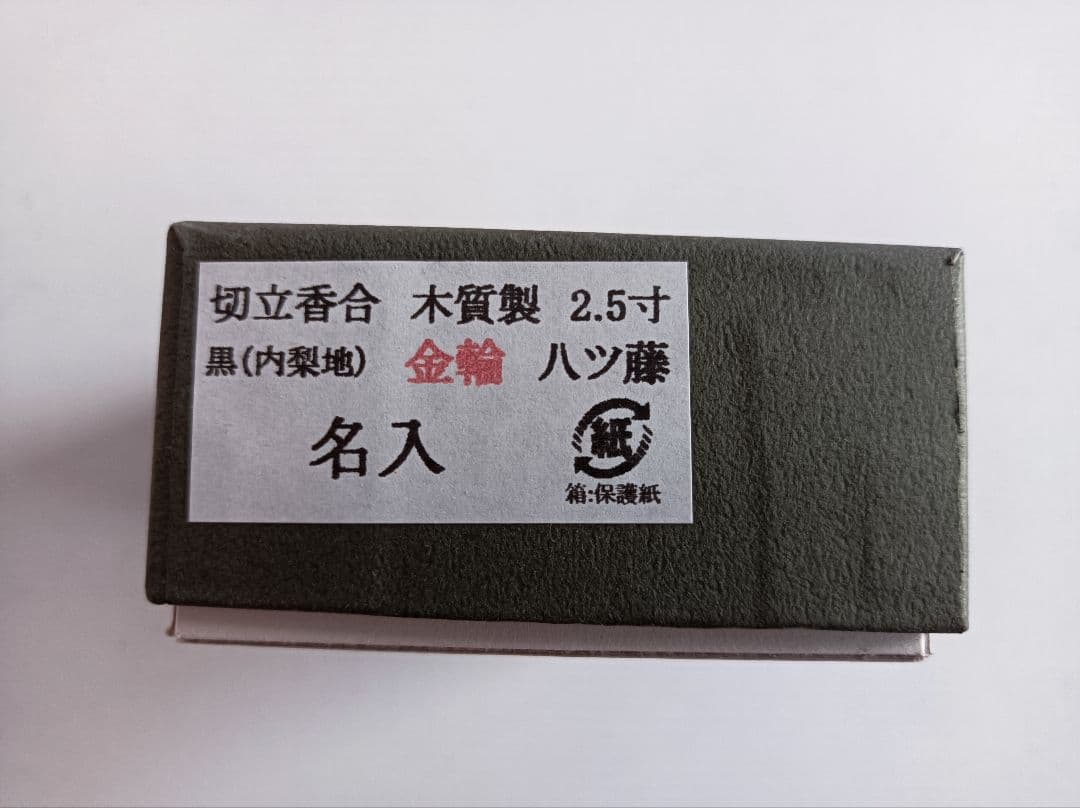 切立香合 木質製 2.5寸
黒(内梨地) 金輪 八ツ藤
名入
紙
箱:保護紙